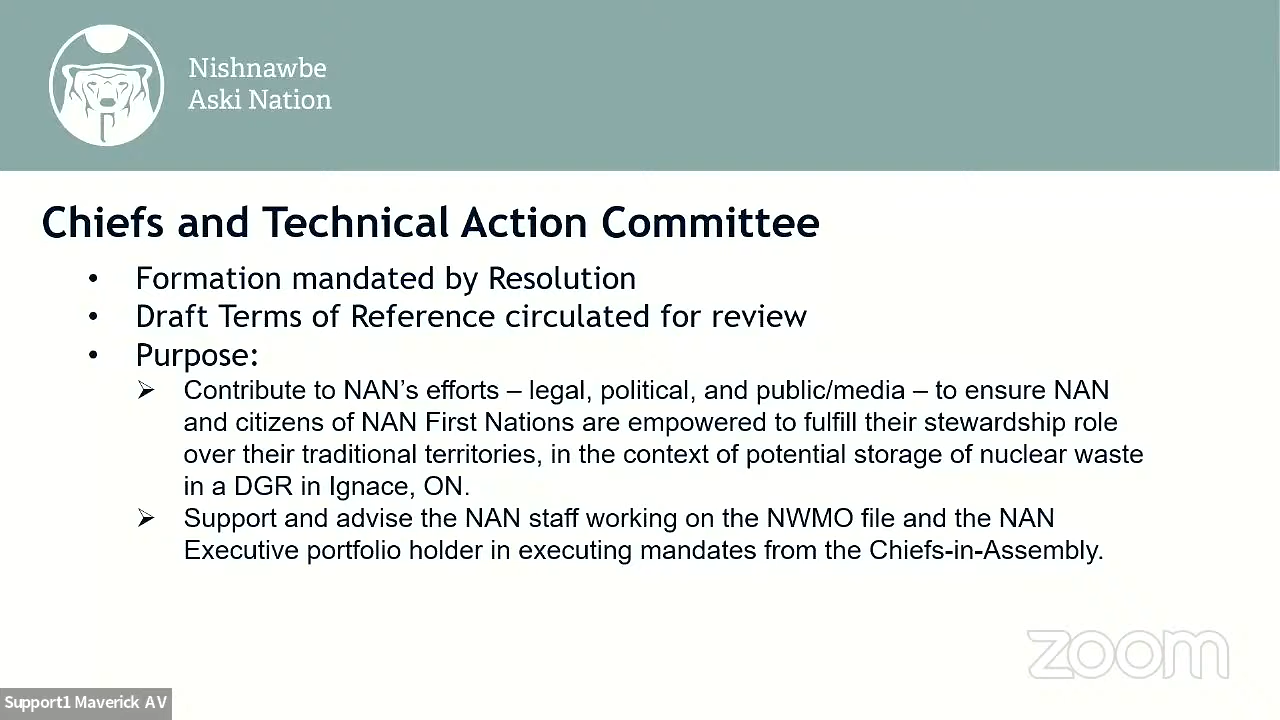 Nishnawbe
Aski Nation
Chiefs and Technical Action Committee
• Formation mandated by Resolution
• Draft Terms of Reference circulated for review
• Purpose:
➢ Contribute to NAN’s efforts – legal, political, and public/media – to ensure NAN
and citizens of NAN First Nations are empowered to fulfill their stewardship role
over their traditional territories, in the context of potential storage of nuclear waste
in a DGR in Ignace, ON.
➢ Support and advise the NAN staff working on the NWMO file and the NAN
Executive portfolio holder in executing mandates from the Chiefs-in-Assembly.
zoom
Support1 Maverick AV